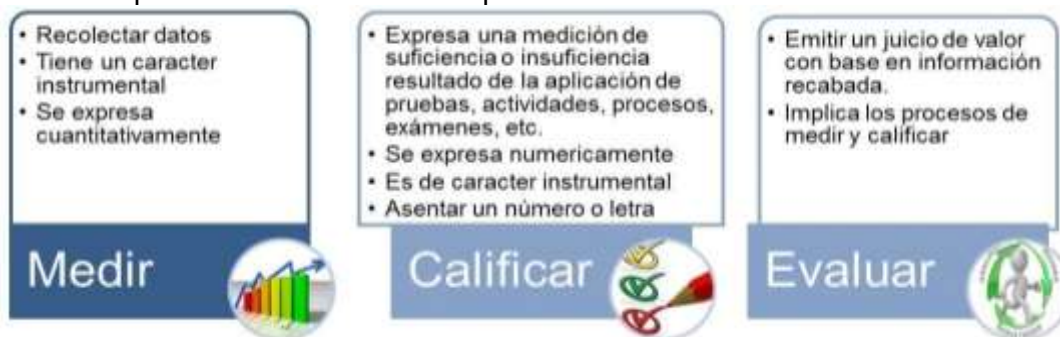 • Recolectar datos
• Tiene un caracter
instrumental
• Se expresa
cuantitativamente
Medir
• Expresa una medición de
suficiencia o insuficiencia
resultado de la aplicación de
pruebas, actividades, procesos,
exámenes, etc.
• Se expresa numericamente
• Es de caracter instrumental
• Asentar un número o letra
Calificar
• Emitir un juicio de valor
con base en información
recabada.
• Implica los procesos de
medir y calificar
Evaluar